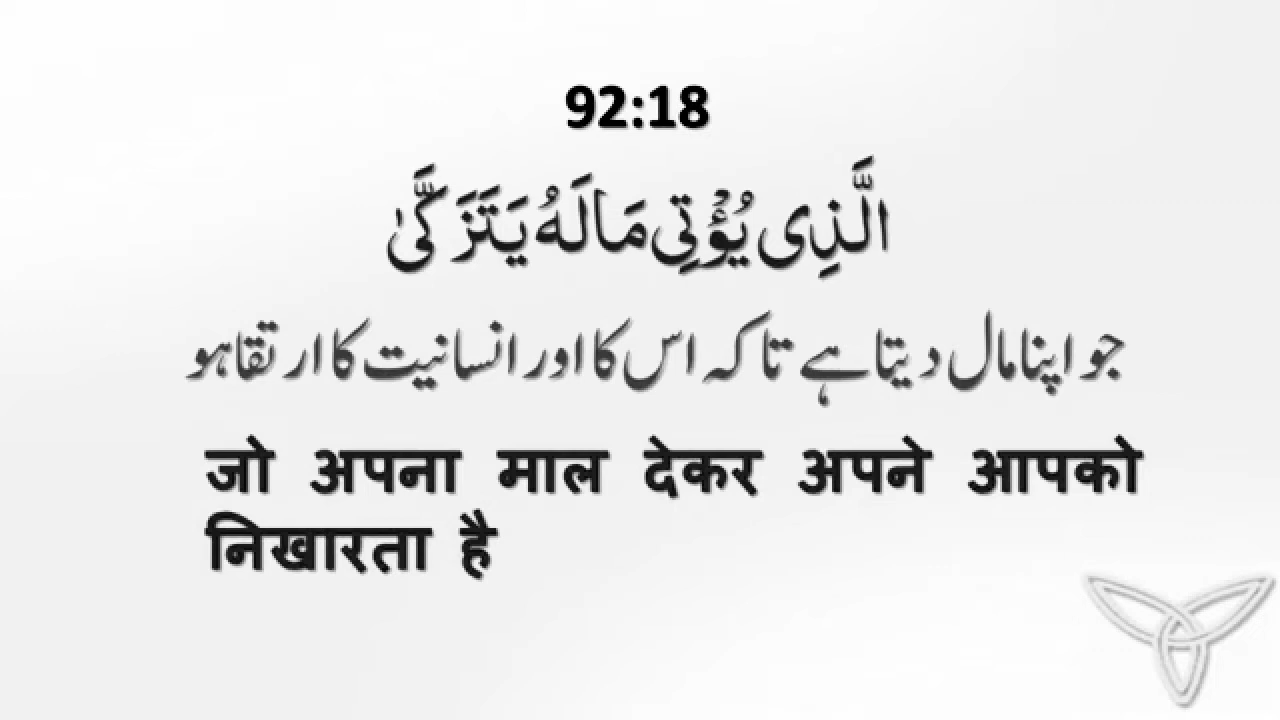 92:18
الَّذِی یُؤْتِی مَا لَهُ یَتَزَکَّیٰ
جو اپنا مال دیتا ہے تاکہ اس کا اور انسانیت کا ارتقا ہو
जो अपना माल देकर अपने आपको
निखारता है